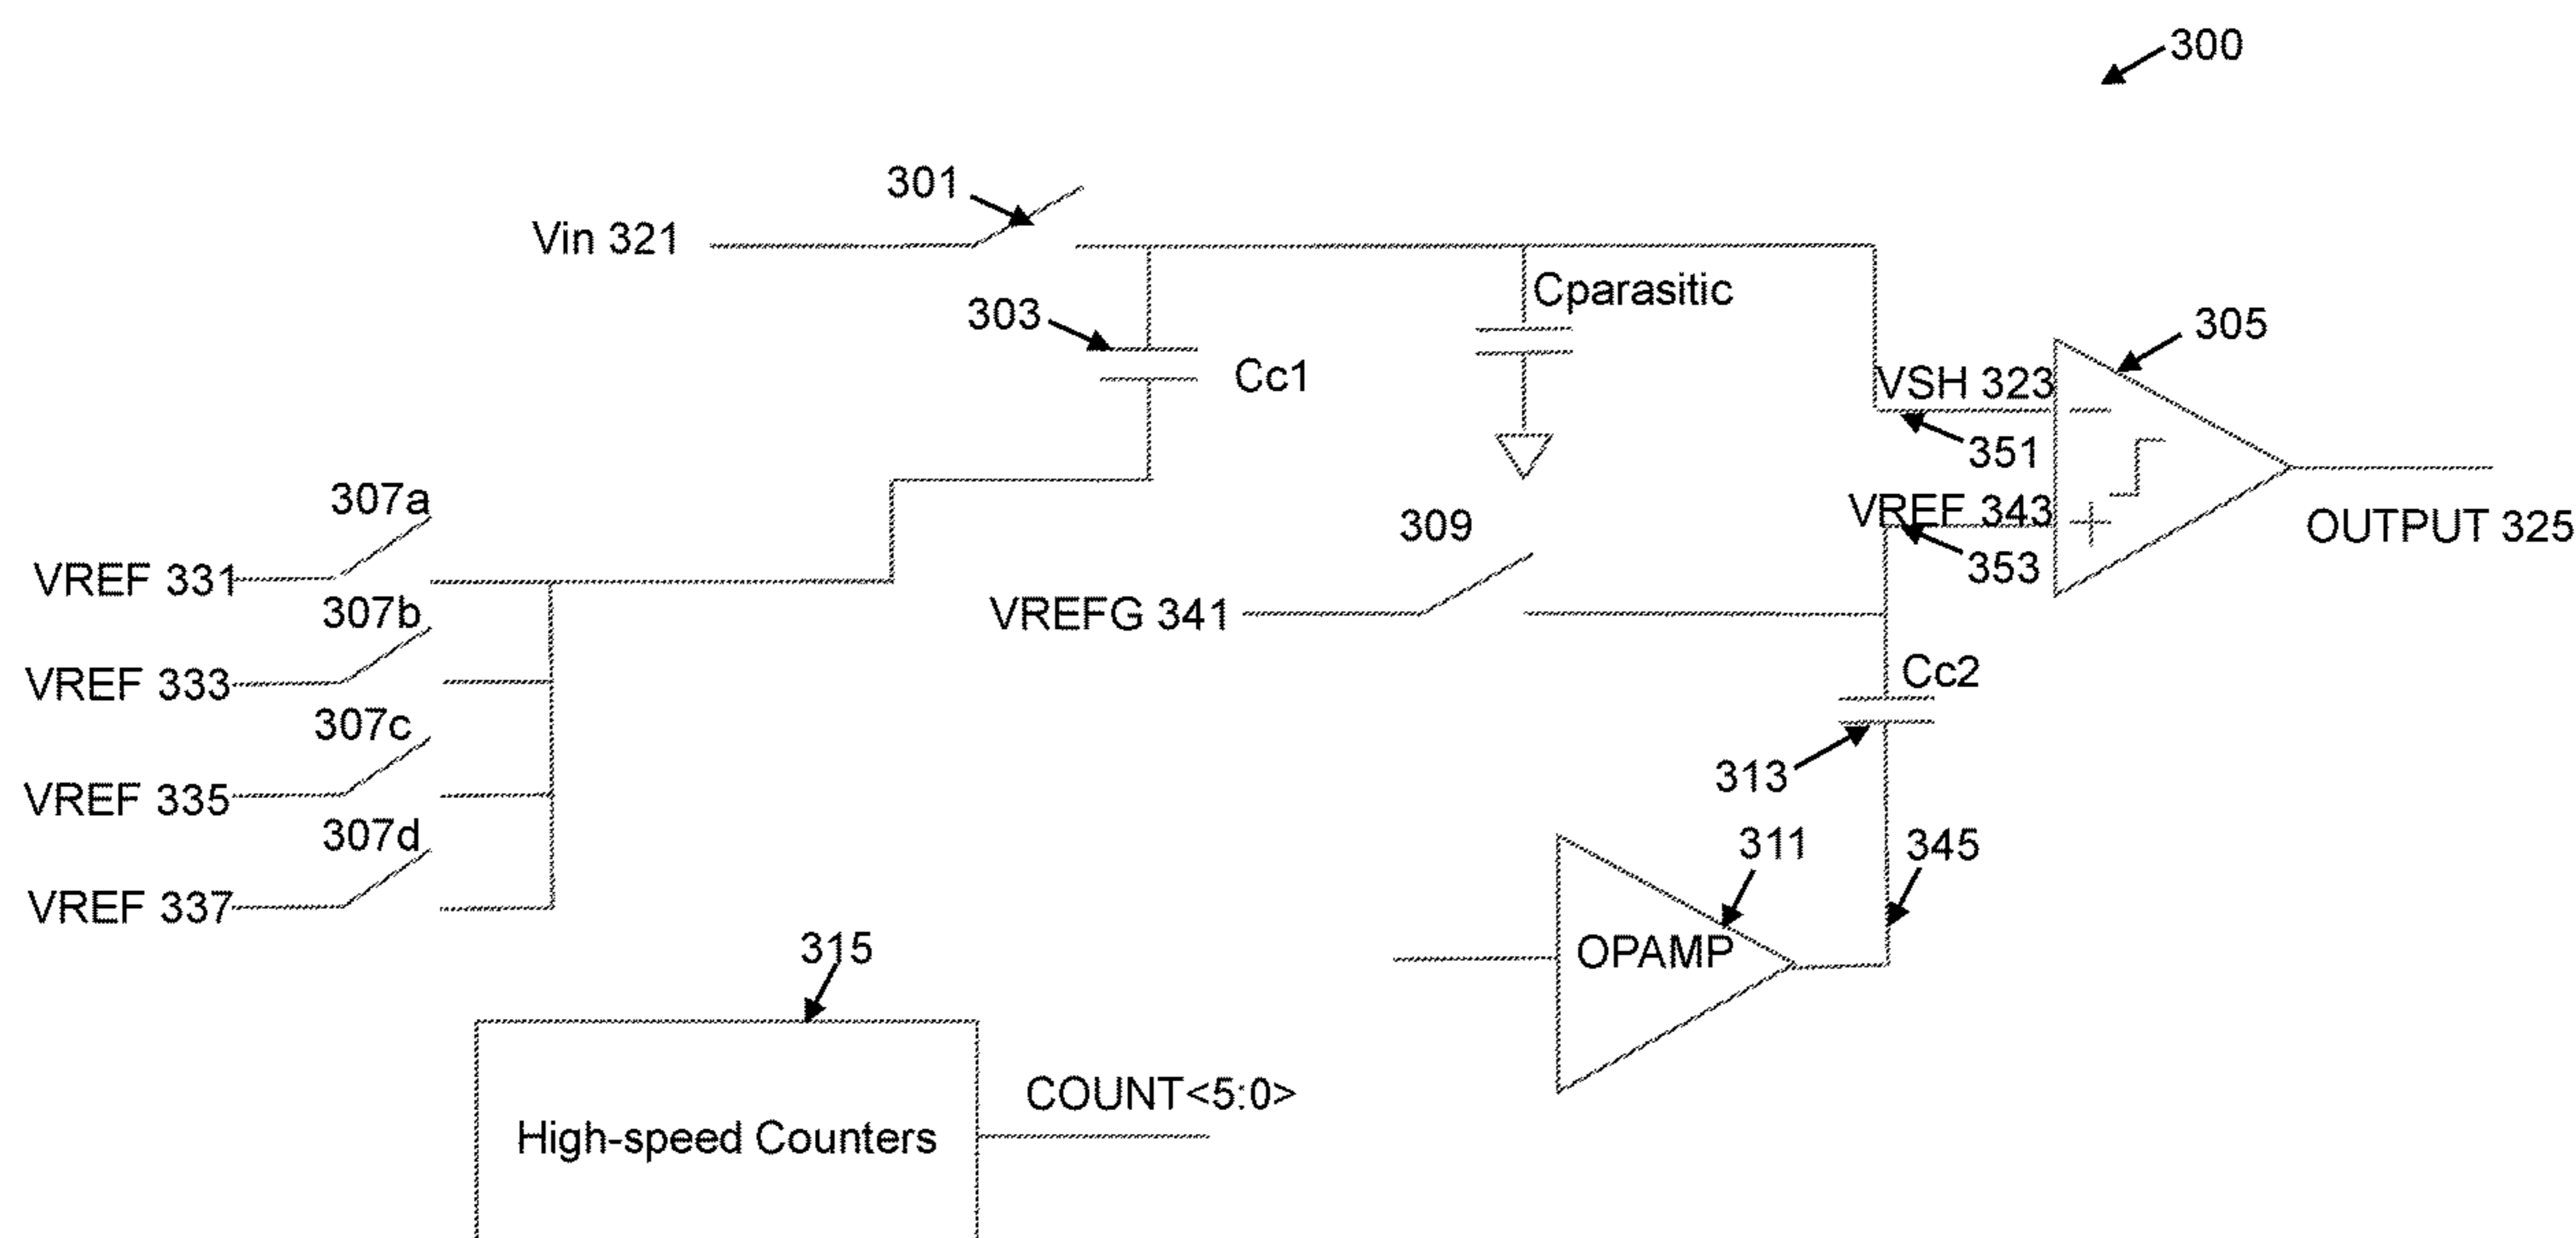 300
301
Vin 321
303
Cc1
Cparasitic
305
VSH 323
351
VREF 343
353
OUTPUT 325
307a
VREF 331
307b
VREF 333
307c
VREF 335
307d
VREF 337
309
VREFG 341
Cc2
313
311
345
OPAMP
315
High-speed Counters
COUNT<5:0>